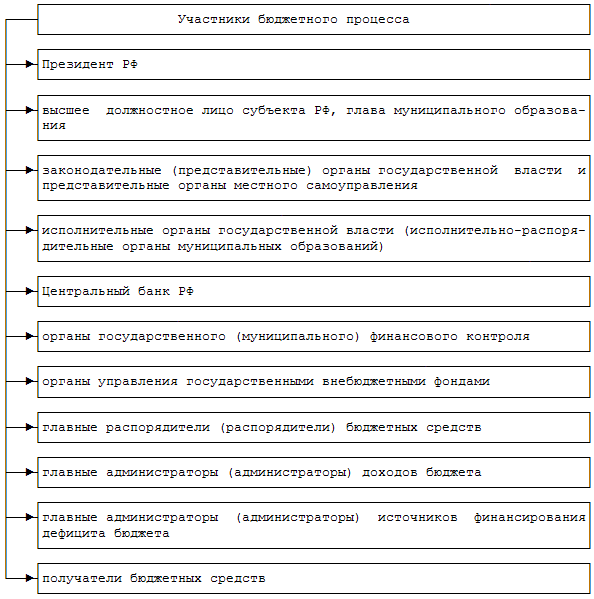 Участники бюджетного процесса
Президент РФ
высшее должностное лицо субъекта РФ, глава муниципального образова-
ния
законодательные (представительные) органы государственной власти и
представительные органы местного самоуправления
исполнительные органы государственной власти (исполнительно-распоря-
дительные органы муниципальных образований)
Центральный банк РФ
органы государственного (муниципального) финансового контроля
органы управления государственными внебюджетными фондами
главные распорядители (распорядители) бюджетных средств
главные администраторы (администраторы) доходов бюджета
главные администраторы (администраторы) источников финансирования
дефицита бюджета
получатели бюджетных средств